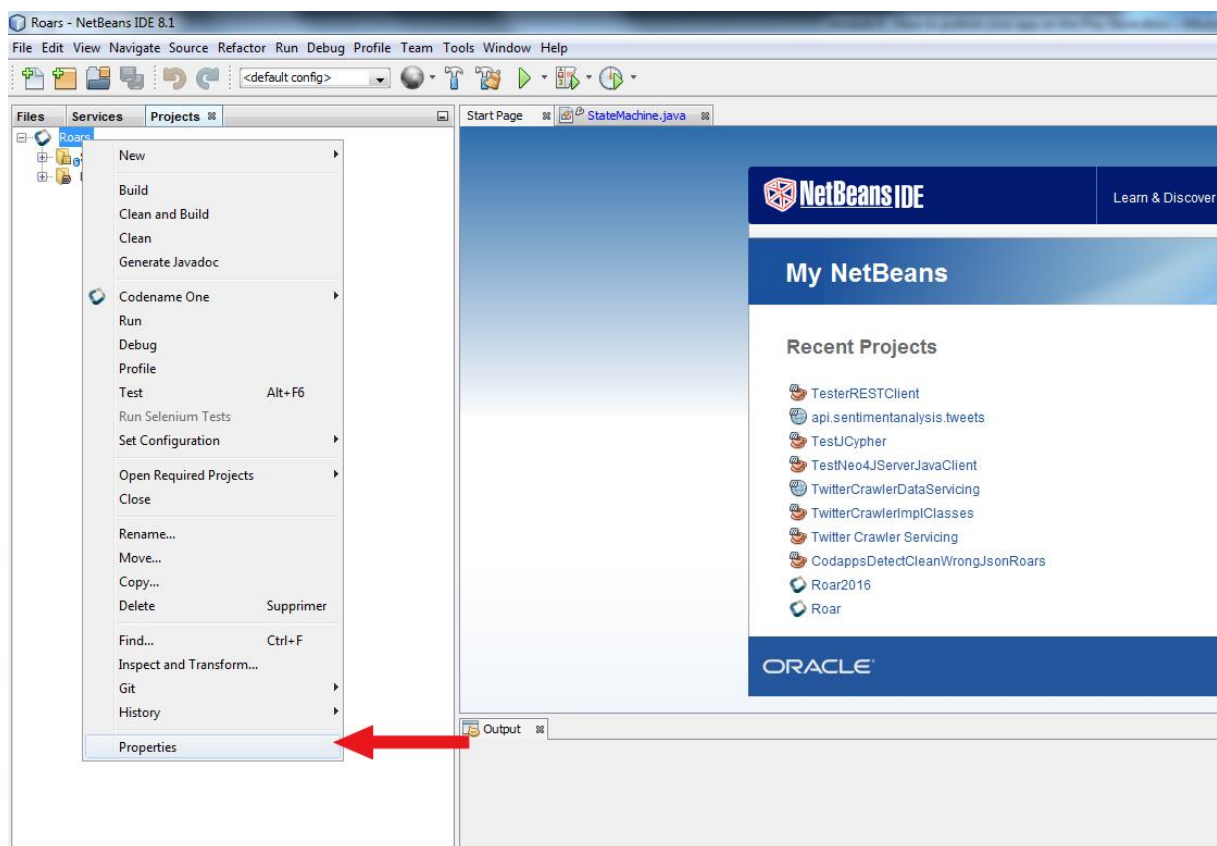 Roars - NetBeans IDE 8.1
File Edit View Navigate Source Refactor Run Debug Profile Team Tools Window Help
<default config>
Files Services Projects
Start Page StateMachine.java
Roars
New
Build
Clean and Build
Clean
Generate Javadoc
Codename One
Run
Debug
Profile
Test Alt+F6
Run Selenium Tests
Set Configuration
Open Required Projects
Close
Rename...
Move...
Copy...
Delete Supprimer
Find... Ctrl+F
Inspect and Transform...
Git
History
Properties
NetBeans IDE
Learn & Discover
My NetBeans
Recent Projects
TesterRESTClient
api.sentimentanalysis.tweets
TestJCypher
TestNeo4JServerJavaClient
TwitterCrawlerDataServicing
TwitterCrawlerImplClasses
Twitter Crawler Servicing
CodappsDetectCleanWrongJsonRoars
Roar2016
Roar
ORACLE
Output